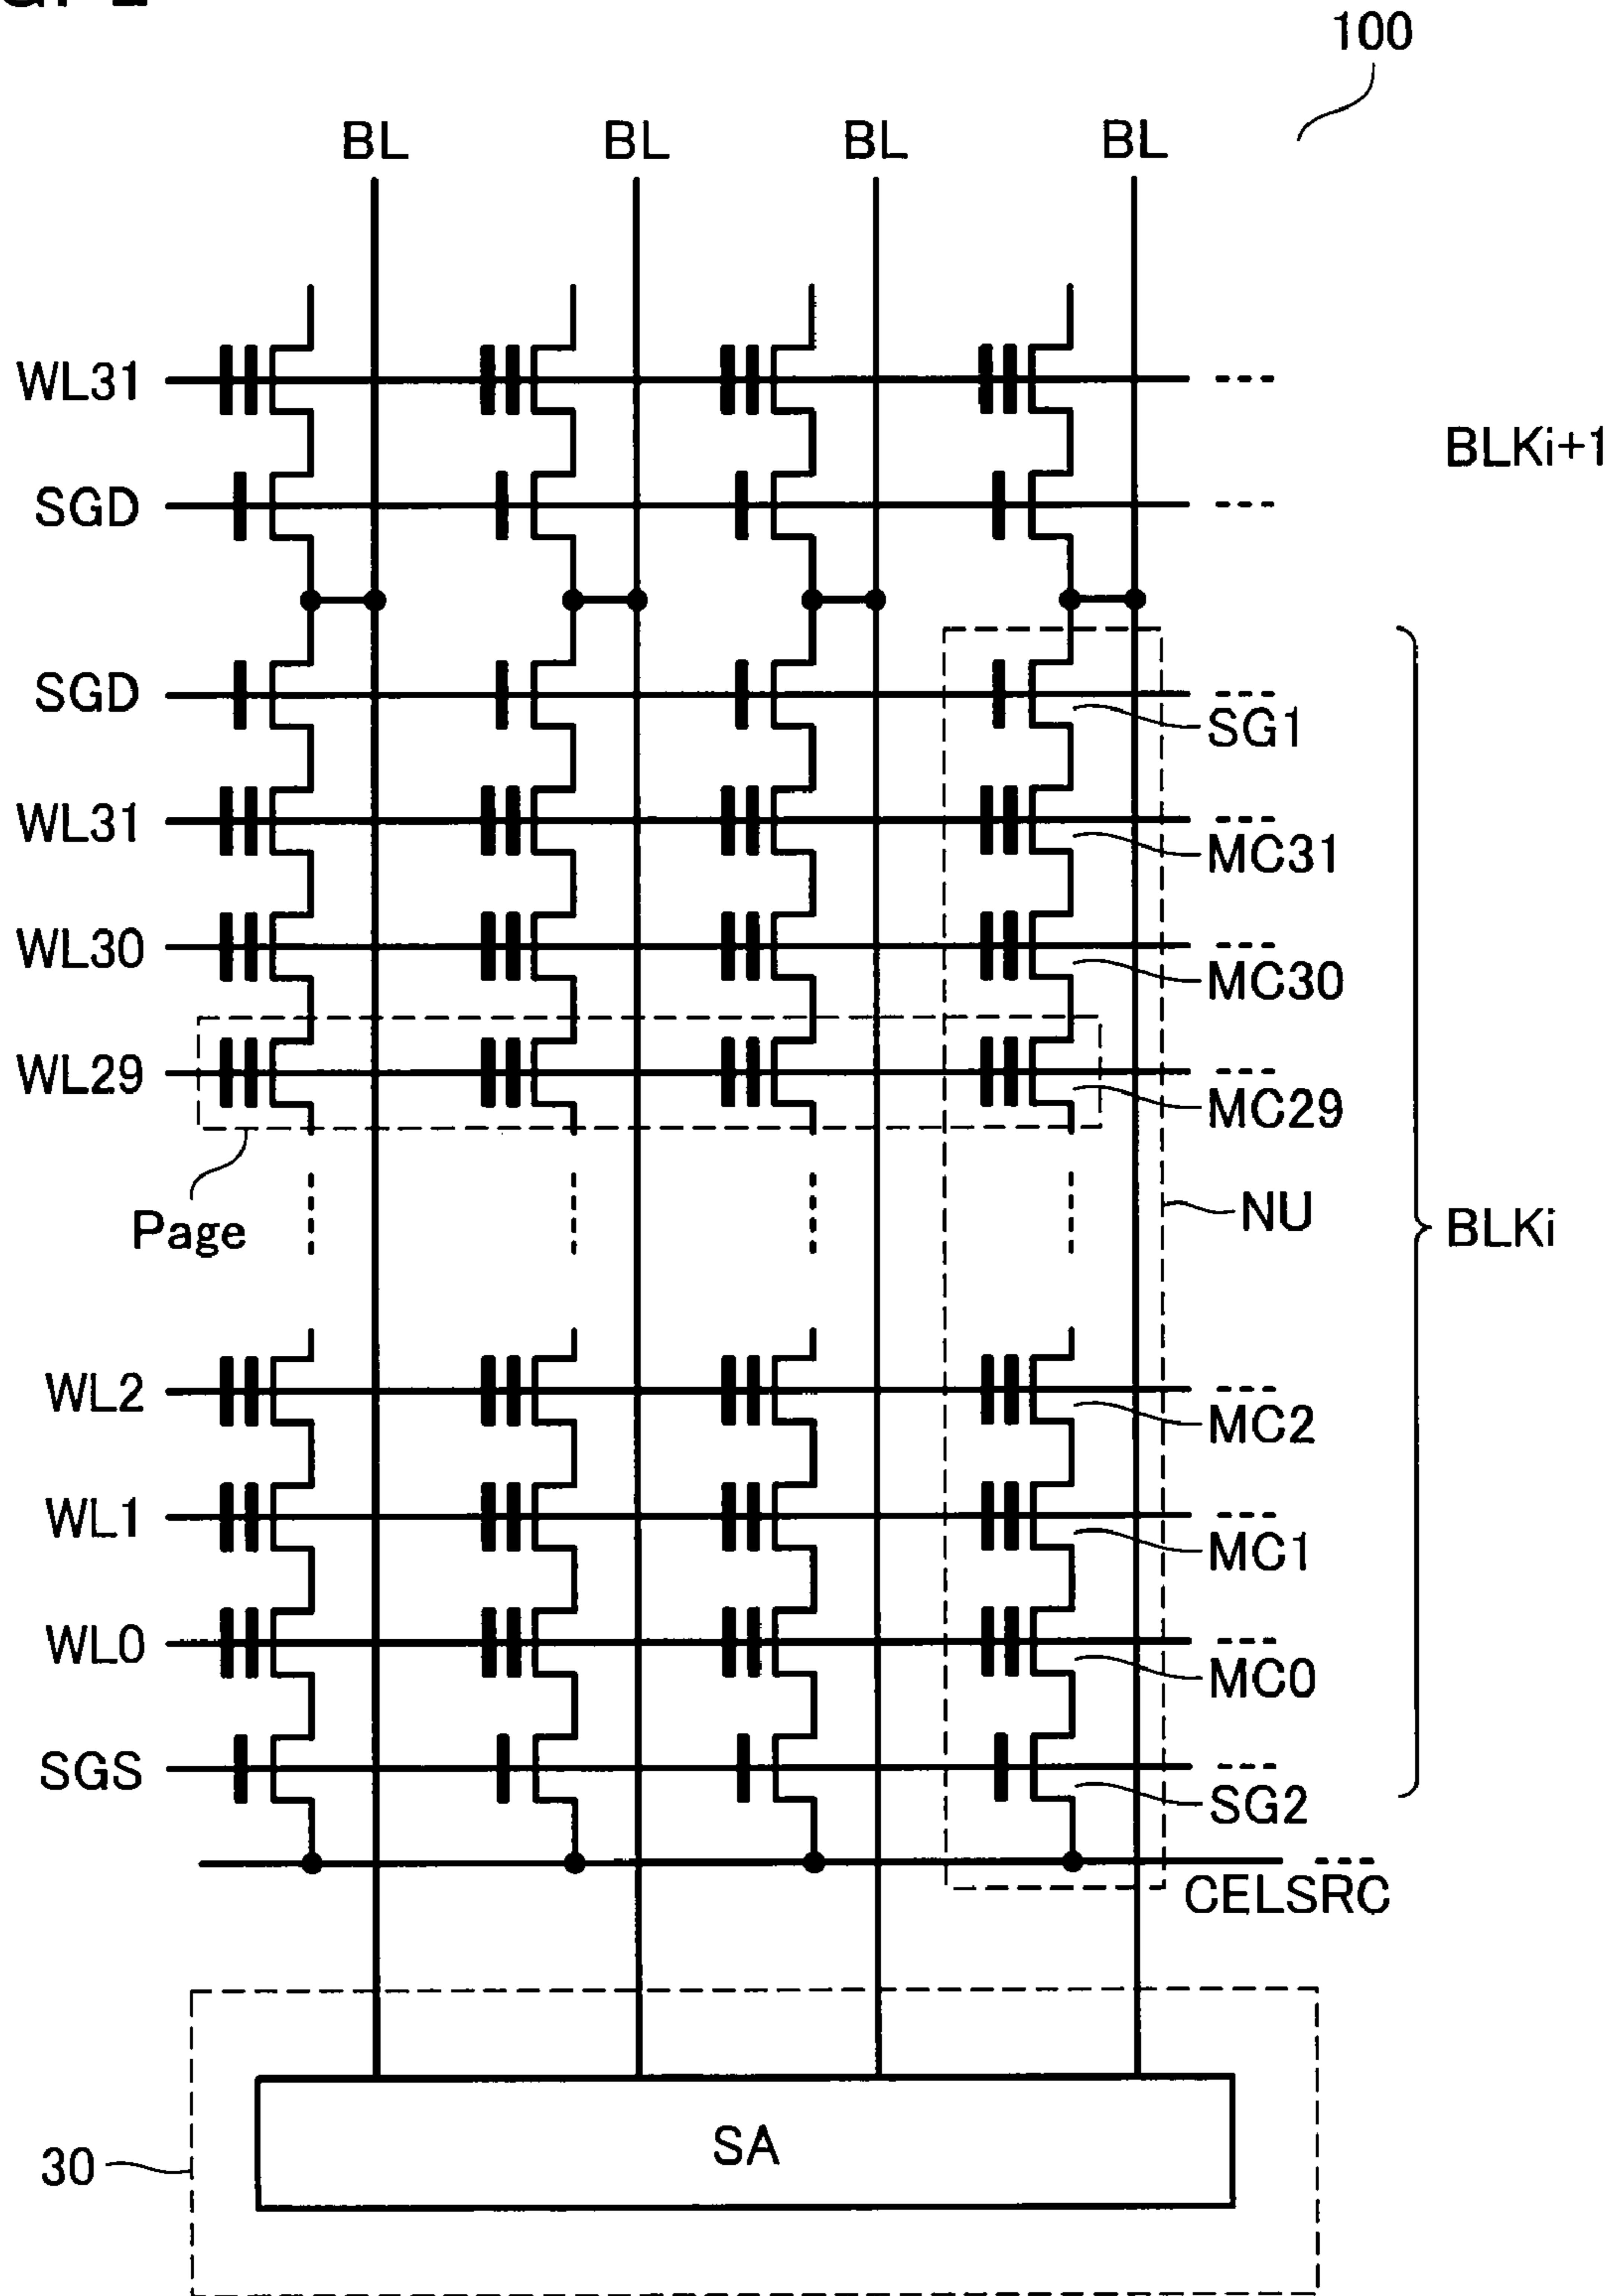 100
BL BL BL BL
WL31
BLKi+1
SGD
SGD
SG1
WL31
MC31
WL30
MC30
WL29
MC29
Page
NU
BLKi
WL2
MC2
WL1
MC1
WL0
MC0
SGS
SG2
CELSRC
30
SA